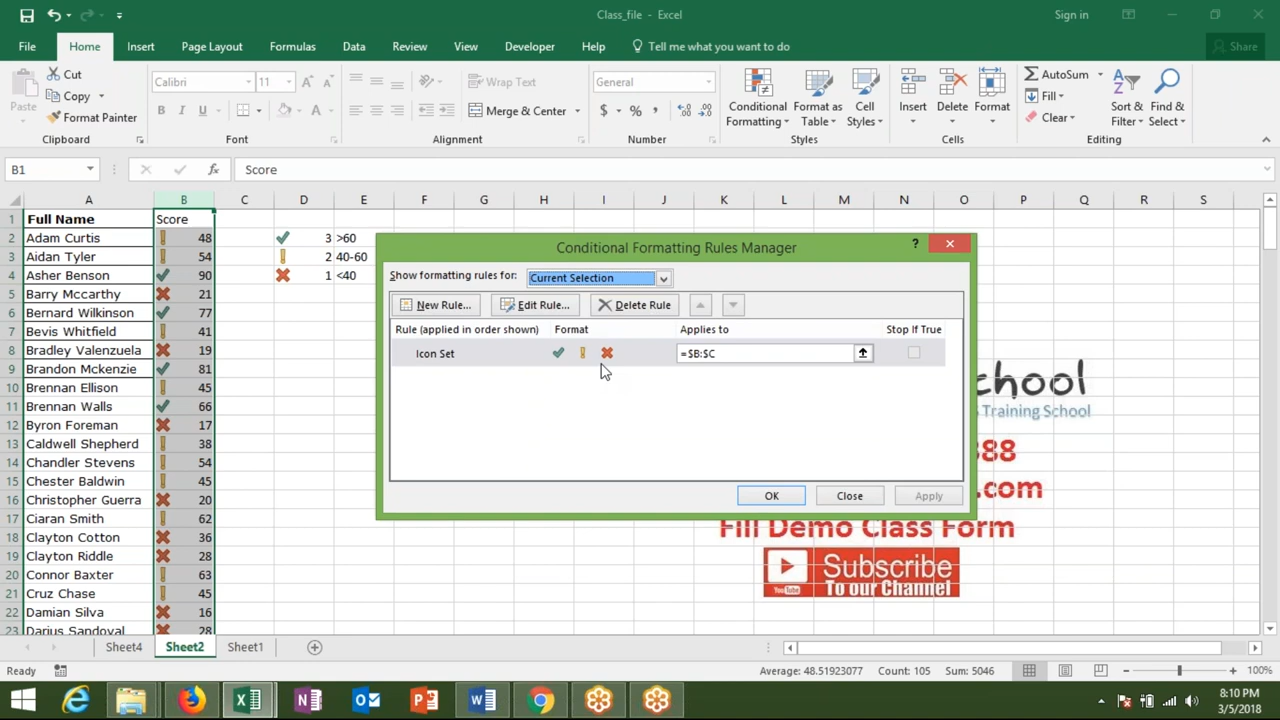 Class_file - Excel
Sign in
File Home Insert Page Layout Formulas Data Review View Developer Help Tell me what you want to do Share
Cut
Copy
Format Painter
Paste
Clipboard
Calibri 11
B I U
Font
Wrap Text
Merge & Center
Alignment
General
$ % ,
Number
Conditional Formatting
Format as Table
Cell Styles
Styles
Insert
Delete
Format
Cells
AutoSum
Fill
Clear
Sort & Filter
Find & Select
Editing
B1 fx Score
A B C D E F G H I J K L M N O P Q R S
1 Full Name Score
2 Adam Curtis 48 3 >60
3 Aidan Tyler 54 2 40-60
4 Asher Benson 90 1 <40
5 Barry Mccarthy 21
6 Bernard Wilkinson 77
7 Bevis Whitfield 41
8 Bradley Valenzuela 19
9 Brandon Mckenzie 81
10 Brennan Ellison 45
11 Brennan Walls 66
12 Byron Foreman 17
13 Caldwell Shepherd 38
14 Chandler Stevens 54
15 Chester Baldwin 45
16 Christopher Guerra 20
17 Ciaran Smith 62
18 Clayton Cotton 36
19 Clayton Riddle 28
20 Connor Baxter 63
21 Cruz Chase 45
22 Damian Silva 16
23 Darius Sandoval 28
Conditional Formatting Rules Manager ?
Show formatting rules for: Current Selection
New Rule... Edit Rule... Delete Rule
Rule (applied in order shown) Format Applies to Stop If True
Icon Set =$B:$C
OK Close Apply
chool
Training School
888
.com
Fill Demo Class Form
YouTube
Subscribe
To our Channel
Sheet4 Sheet2 Sheet1
Ready
Average: 48.51923077 Count: 105 Sum: 5046
100%
8:10 PM
3/5/2018